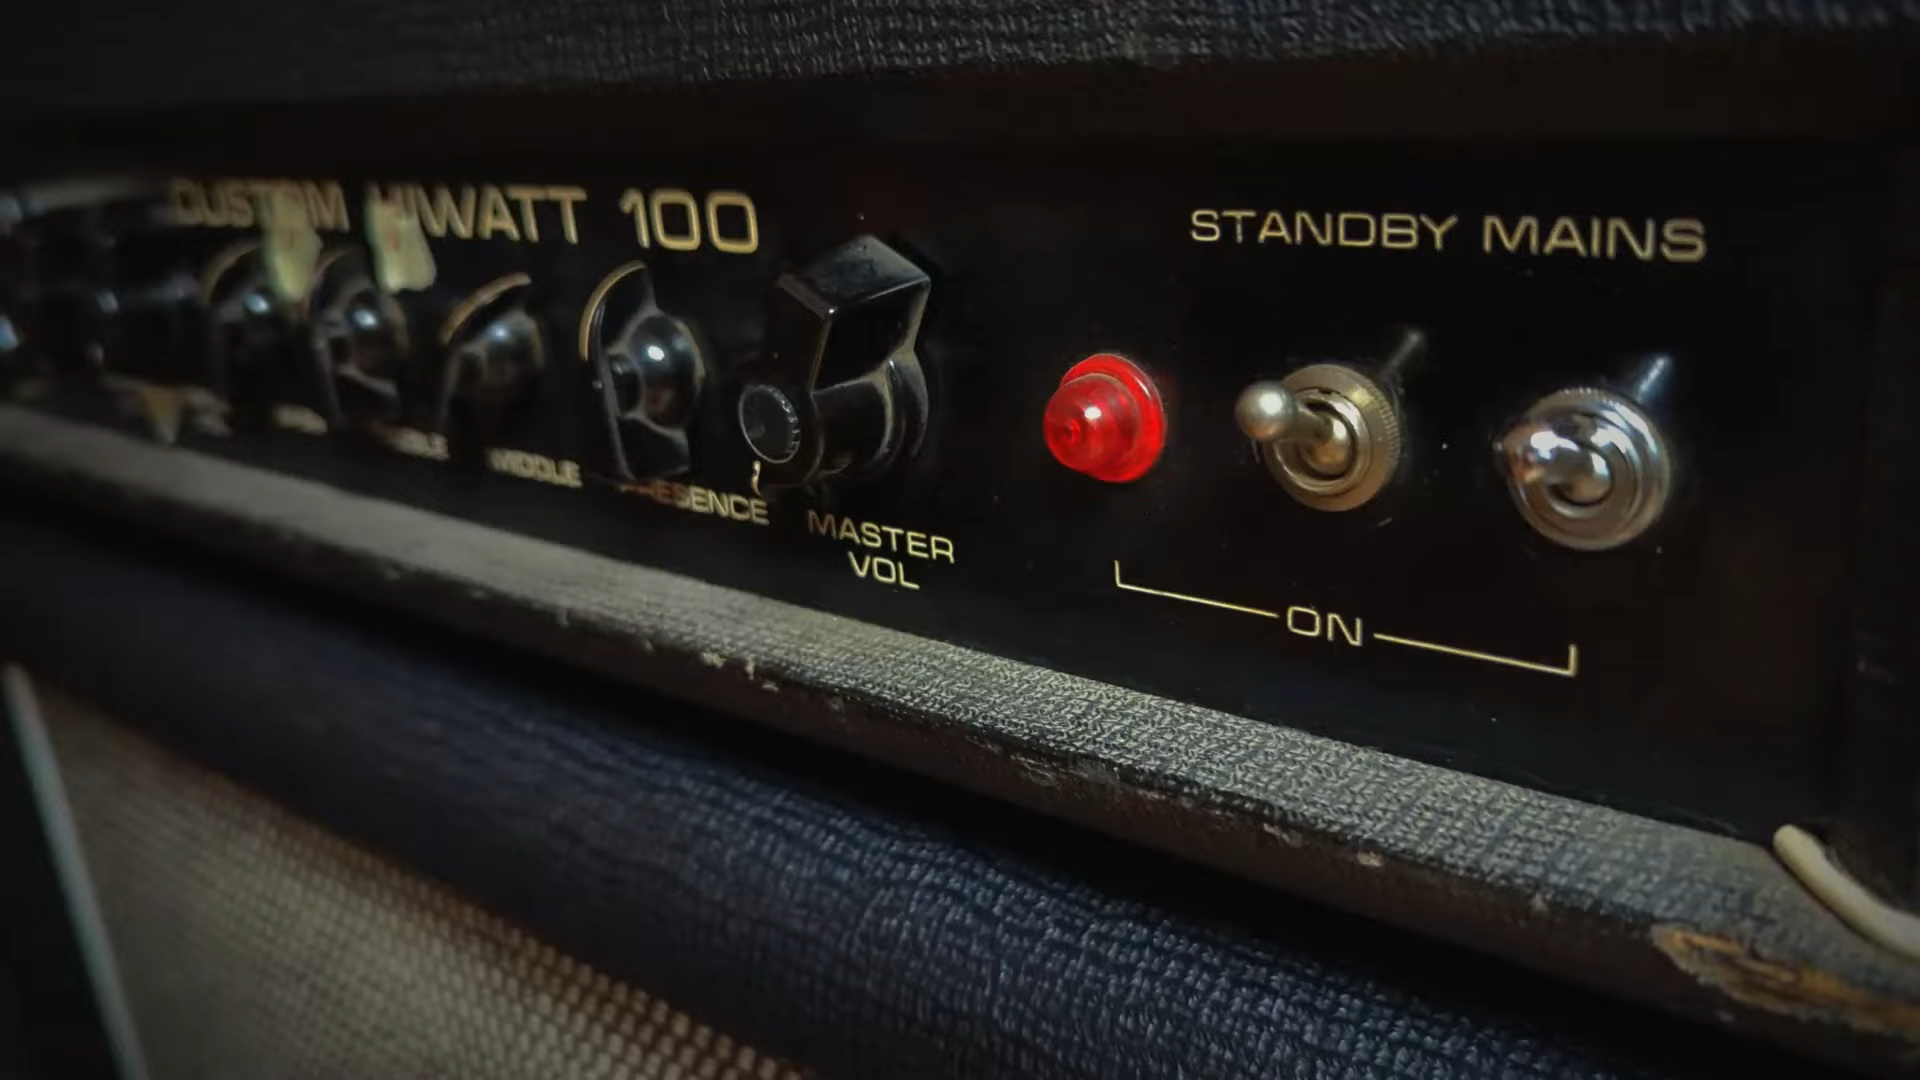 CUSTOM HIWATT 100
STANDBY MAINS
MIDDLE
PRESENCE
MASTER
VOL
ON